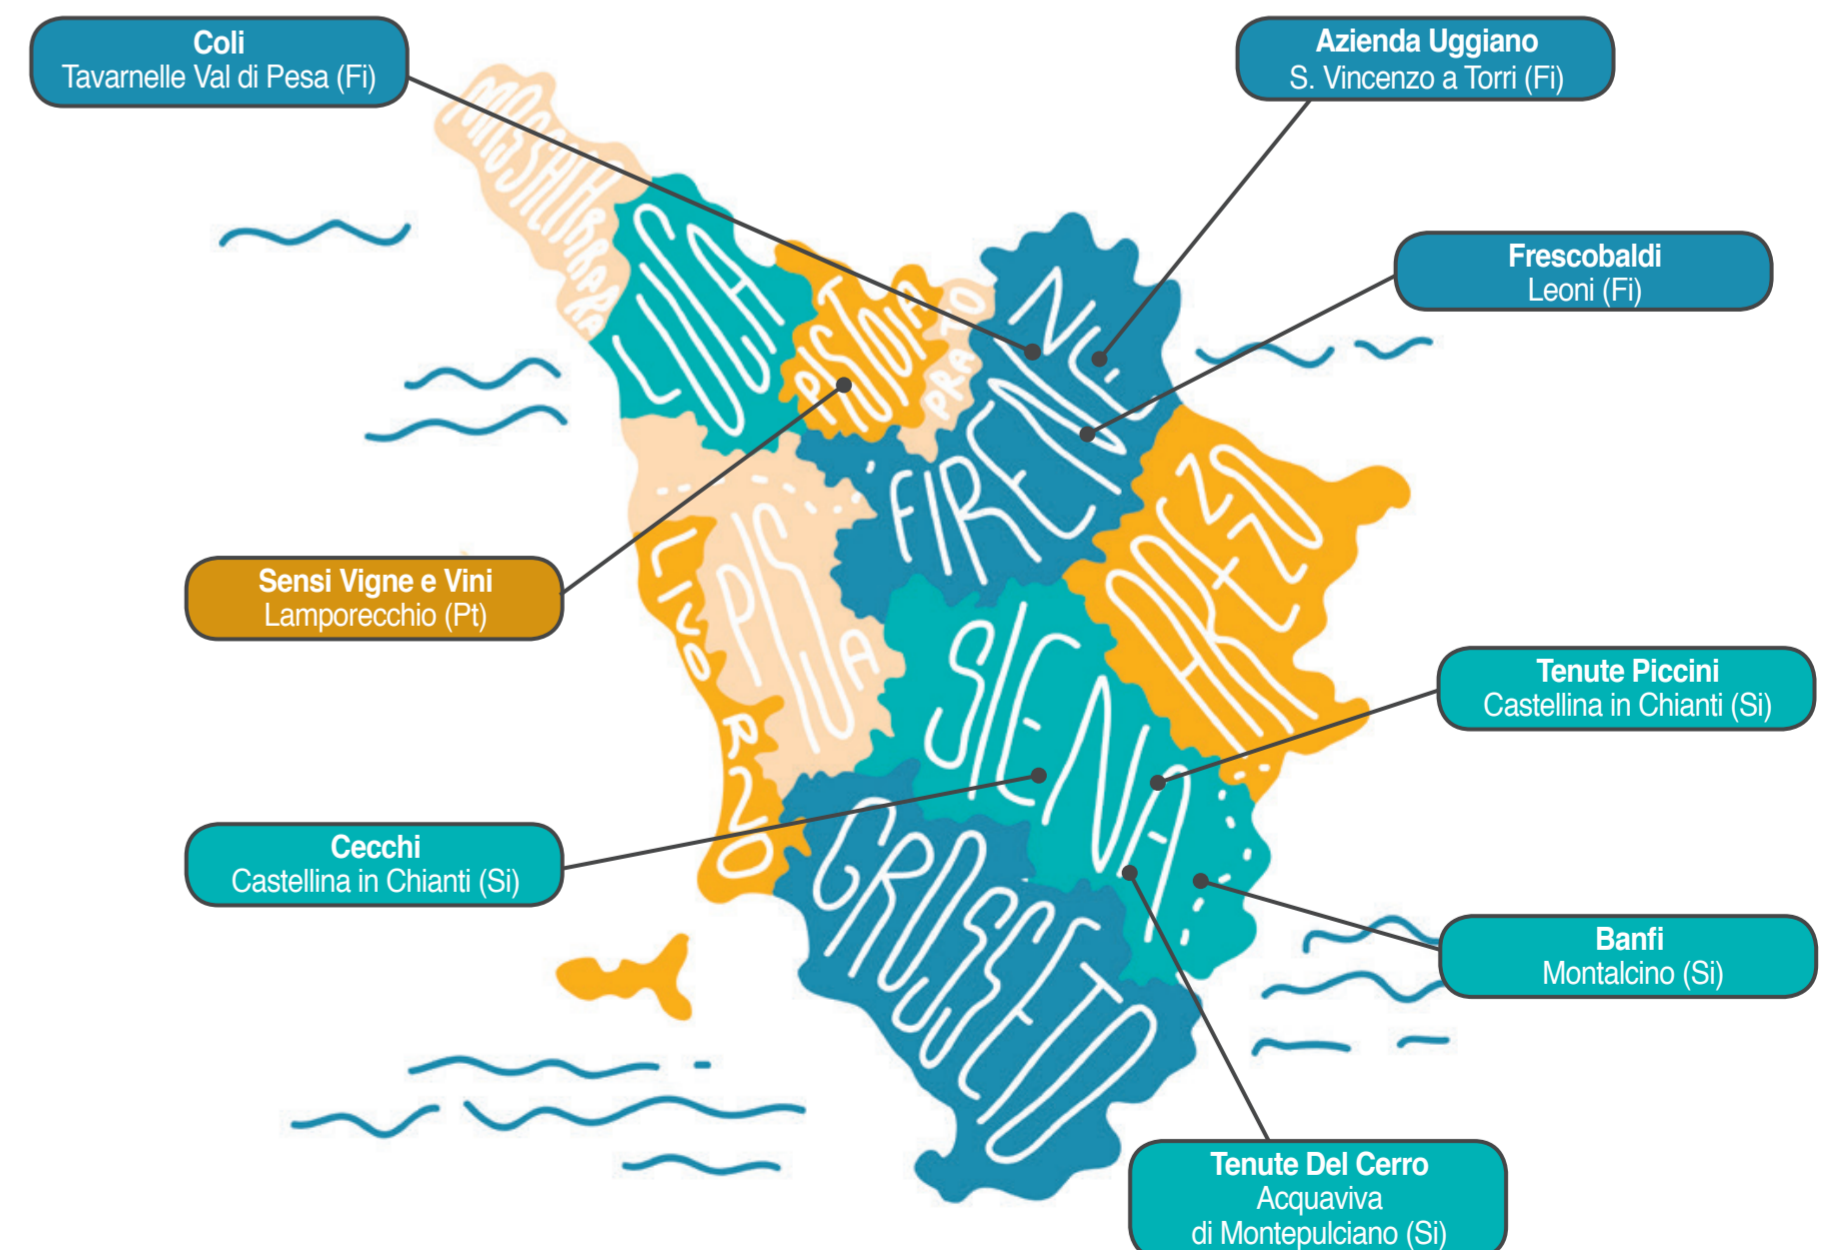 Coli
Tavarnelle Val di Pesa (Fi)
Azienda Uggiano
S. Vincenzo a Torri (Fi)
Frescobaldi
Leoni (Fi)
MASSA CARRARA
LUCCA
PISTOIA
PRATO
FIRENZE
AREZZO
Sensi Vigne e Vini
Lamporecchio (Pt)
LIVORNO
PISA
SIENA
Tenute Piccini
Castellina in Chianti (Si)
Cecchi
Castellina in Chianti (Si)
GROSSETO
Banfi
Montalcino (Si)
Tenute Del Cerro
Acquaviva
di Montepulciano (Si)